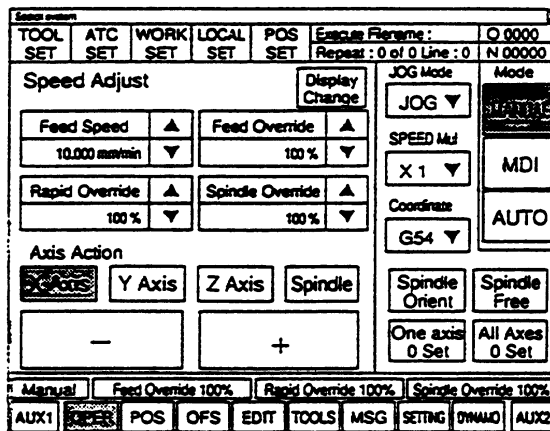 TOOL SET ATC SET WORK SET LOCAL SET POS SET
Execute Filename : O 0000
Repeat : 0 of 0 Line : 0 N 00000
Speed Adjust
Display Change
JOG Mode
JOG ▼
Mode
Feed Speed ▲
10.000 mm/min ▼
Feed Override ▲
100 % ▼
SPEED Mul
X 1 ▼
MDI
Rapid Override ▲
100 % ▼
Spindle Override ▲
100 % ▼
Coordinate
G54 ▼
AUTO
Axis Action
Y Axis Z Axis Spindle
− +
Spindle Orient
Spindle Free
One axis 0 Set
All Axes 0 Set
Manual Feed Override 100% Rapid Override 100% Spindle Override 100%
AUX1 OPER POS OFS EDIT TOOLS MSG SETTING DYNAMO AUX2